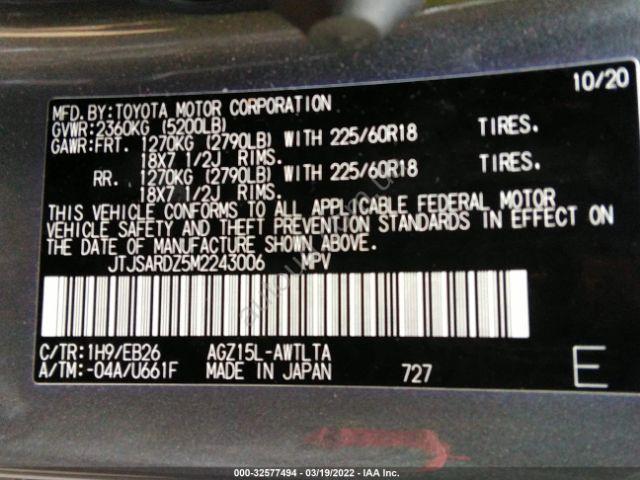 10/20
MFD.BY:TOYOTA MOTOR CORPORATION
GVWR:2360KG (5200LB)
GAWR:FRT. 1270KG (2790LB) WITH 225/60R18 TIRES.
18X7 1/2J RIMS.
RR. 1270KG (2790LB) WITH 225/60R18 TIRES.
18X7 1/2J RIMS.
THIS VEHICLE CONFORMS TO ALL APPLICABLE FEDERAL MOTOR
VEHICLE SAFETY AND THEFT PREVENTION STANDARDS IN EFFECT ON
THE DATE OF MANUFACTURE SHOWN ABOVE.
JTJSARDZ5M2243006 MPV
C/TR:1H9/EB26 AGZ15L-AWTLTA
A/TM:-04A/U661F MADE IN JAPAN 727 E
000-32577494 - 03/19/2022 - IAA Inc.